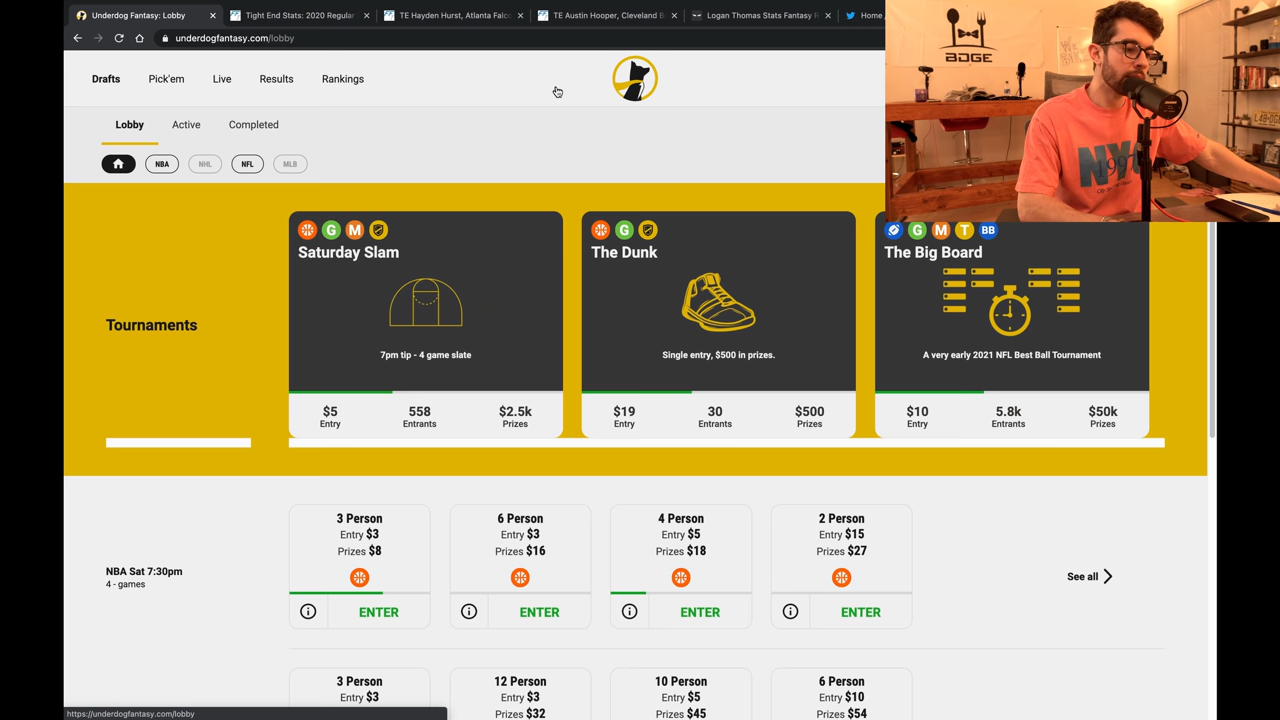 Underdog Fantasy: Lobby
Tight End Stats: 2020 Regular
TE Hayden Hurst, Atlanta Falco
TE Austin Hooper, Cleveland B
Logan Thomas Stats Fantasy R
Home
underdogfantasy.com/lobby
Drafts Pick'em Live Results Rankings
Lobby Active Completed
NBA NHL NFL MLB
BDGE
NYC
1997
Tournaments
G M
Saturday Slam
7pm tip - 4 game slate
$5 558 $2.5k
Entry Entrants Prizes
G
The Dunk
Single entry, $500 in prizes.
$19 30 $500
Entry Entrants Prizes
G M T BB
The Big Board
A very early 2021 NFL Best Ball Tournament
$10 5.8k $50k
Entry Entrants Prizes
NBA Sat 7:30pm
4 - games
3 Person
Entry $3
Prizes $8
ENTER
6 Person
Entry $3
Prizes $16
ENTER
4 Person
Entry $5
Prizes $18
ENTER
2 Person
Entry $15
Prizes $27
ENTER
See all
3 Person
Entry $3
12 Person
Entry $3
Prizes $32
10 Person
Entry $5
Prizes $45
6 Person
Entry $10
Prizes $54
https://underdogfantasy.com/lobby